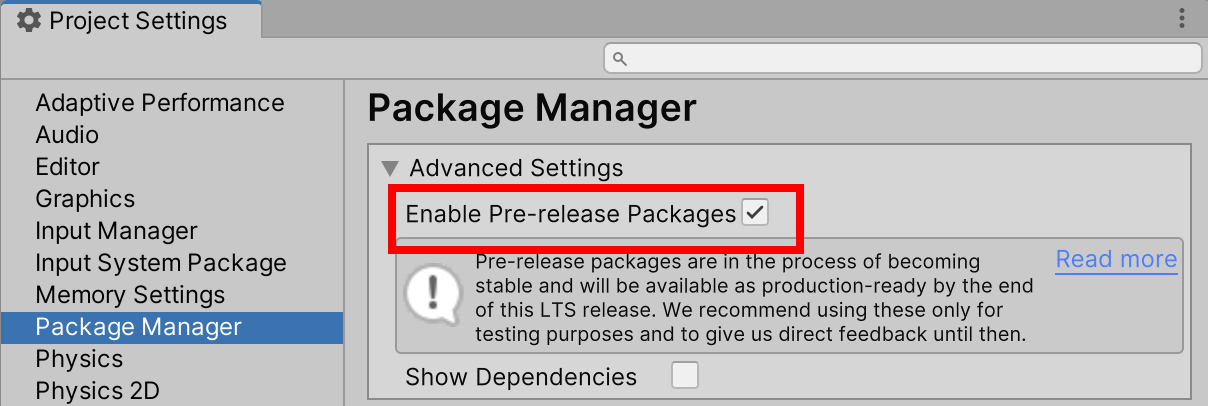 Project Settings
Adaptive Performance
Audio
Editor
Graphics
Input Manager
Input System Package
Memory Settings
Package Manager
Physics
Physics 2D
Package Manager
Advanced Settings
Enable Pre-release Packages
Pre-release packages are in the process of becoming
stable and will be available as production-ready by the end
of this LTS release. We recommend using these only for
testing purposes and to give us direct feedback until then.
Read more
Show Dependencies